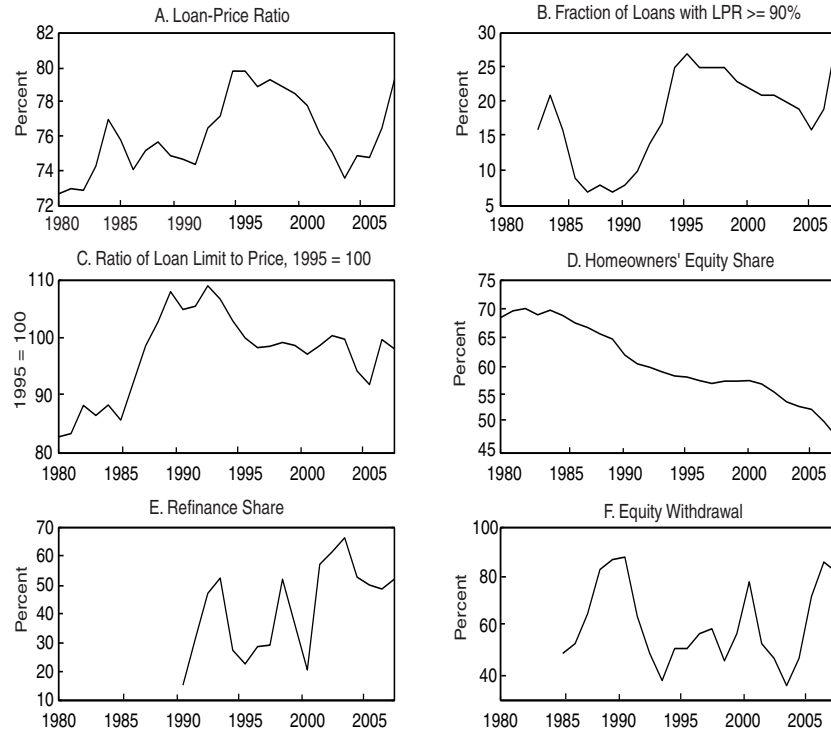 A. Loan-Price Ratio
Percent
82
80
78
76
74
72
1980 1985 1990 1995 2000 2005
B. Fraction of Loans with LPR >= 90%
Percent
30
25
20
15
10
5
1980 1985 1990 1995 2000 2005
C. Ratio of Loan Limit to Price, 1995 = 100
1995 = 100
110
100
90
80
1980 1985 1990 1995 2000 2005
D. Homeowners' Equity Share
Percent
75
70
65
60
55
50
45
1980 1985 1990 1995 2000 2005
E. Refinance Share
Percent
70
60
50
40
30
20
10
1980 1985 1990 1995 2000 2005
F. Equity Withdrawal
Percent
100
80
60
40
1980 1985 1990 1995 2000 2005